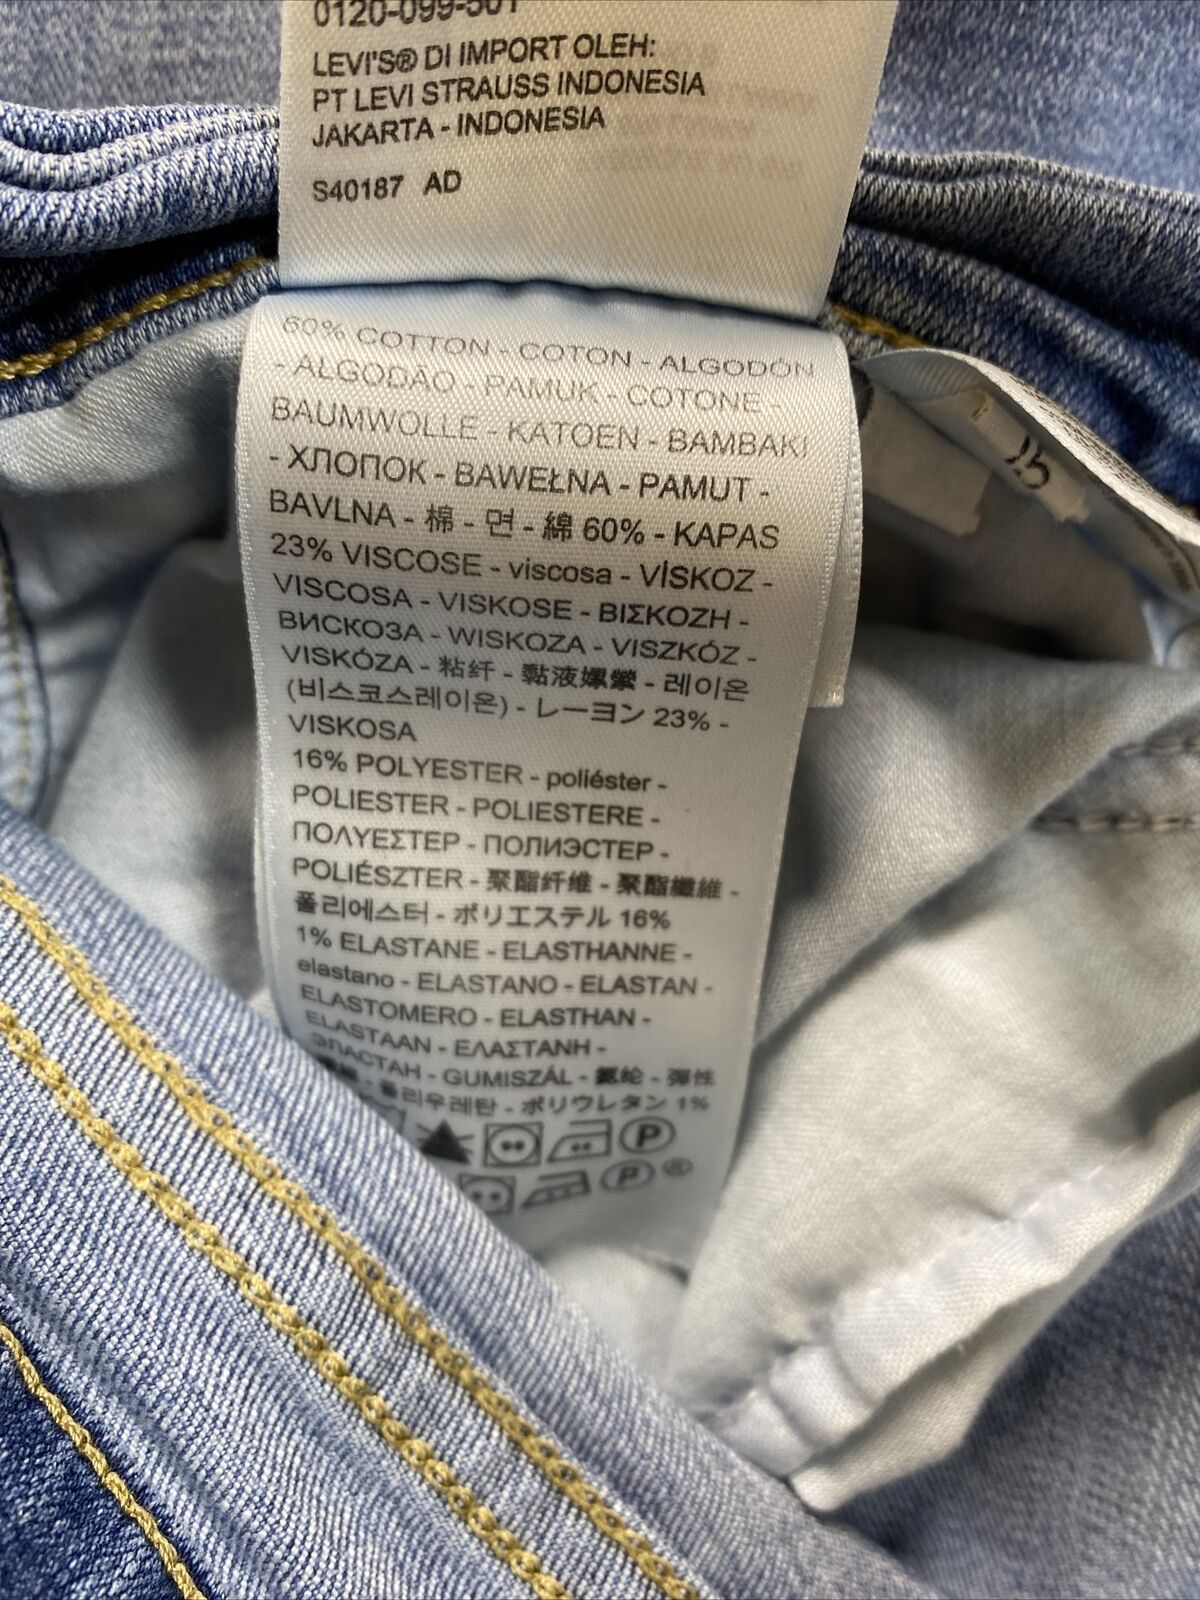 0120-099-501
LEVI'S® DI IMPORT OLEH:
PT LEVI STRAUSS INDONESIA
JAKARTA - INDONESIA
S40187 AD
60% COTTON - COTON - ALGODÓN
- ALGODÃO - PAMUK - COTONE -
BAUMWOLLE - KATOEN - BAMBAKI
- ХЛОПОК - BAWEŁNA - PAMUT -
BAVLNA - 棉 - 면 - 綿 60% - KAPAS
23% VISCOSE - viscosa - VİSKOZ -
VISCOSA - VISKOSE - ΒΙΣΚΟΖΗ -
ВИСКОЗА - WISKOZA - VISZKÓZ -
VISKÓZA - 粘纤 - 黏液嫘縈 - 레이온
(비스코스레이온) - レーヨン 23% -
VISKOSA
16% POLYESTER - poliéster -
POLIESTER - POLIESTERE -
ΠΟΛΥΕΣΤΕΡ - ПОЛИЭСТЕР -
POLIÉSZTER - 聚酯纤维 - 聚酯纖維 -
폴리에스터 - ポリエステル 16%
1% ELASTANE - ELASTHANNE -
elastano - ELASTANO - ELASTAN -
ELASTOMERO - ELASTHAN -
ELASTAAN - ΕΛΑΣΤΑΝΗ -
ЭЛАСТАН - GUMISZÁL - 氨纶 - 彈性
- 폴리우레탄 - ポリウレタン 1%
P
P ®